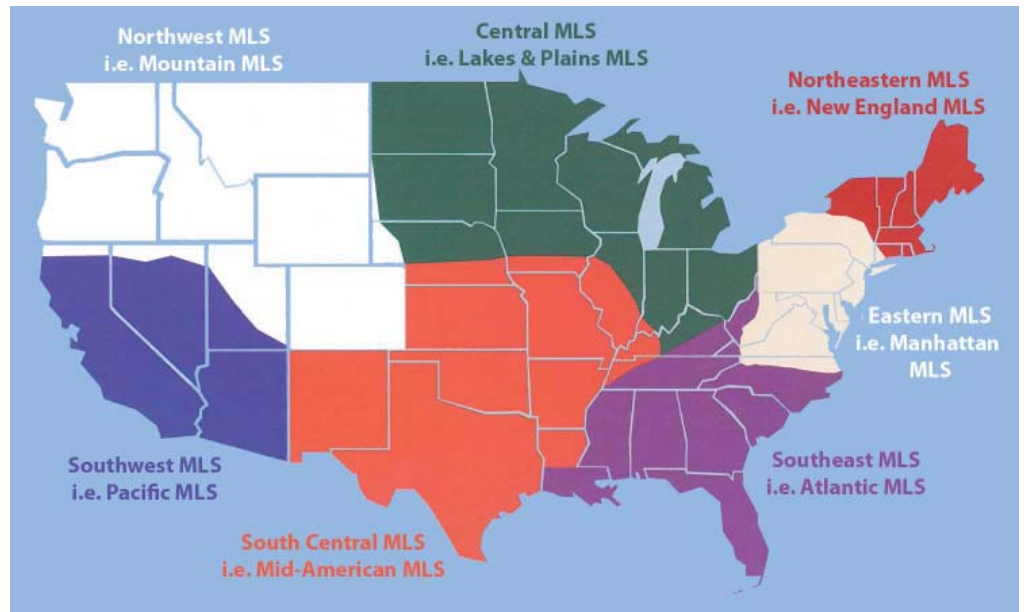 Northwest MLS
i.e. Mountain MLS
Central MLS
i.e. Lakes & Plains MLS
Northeastern MLS
i.e. New England MLS
Eastern MLS
i.e. Manhattan
MLS
Southwest MLS
i.e. Pacific MLS
Southeast MLS
i.e. Atlantic MLS
South Central MLS
i.e. Mid-American MLS